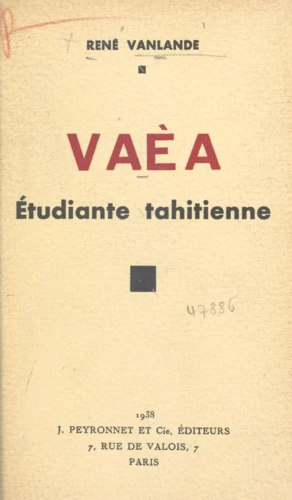 RENÉ VANLANDE
VAÈA
Étudiante tahitienne
47886
1938
J. PEYRONNET ET Cie, ÉDITEURS
7, RUE DE VALOIS, 7
PARIS